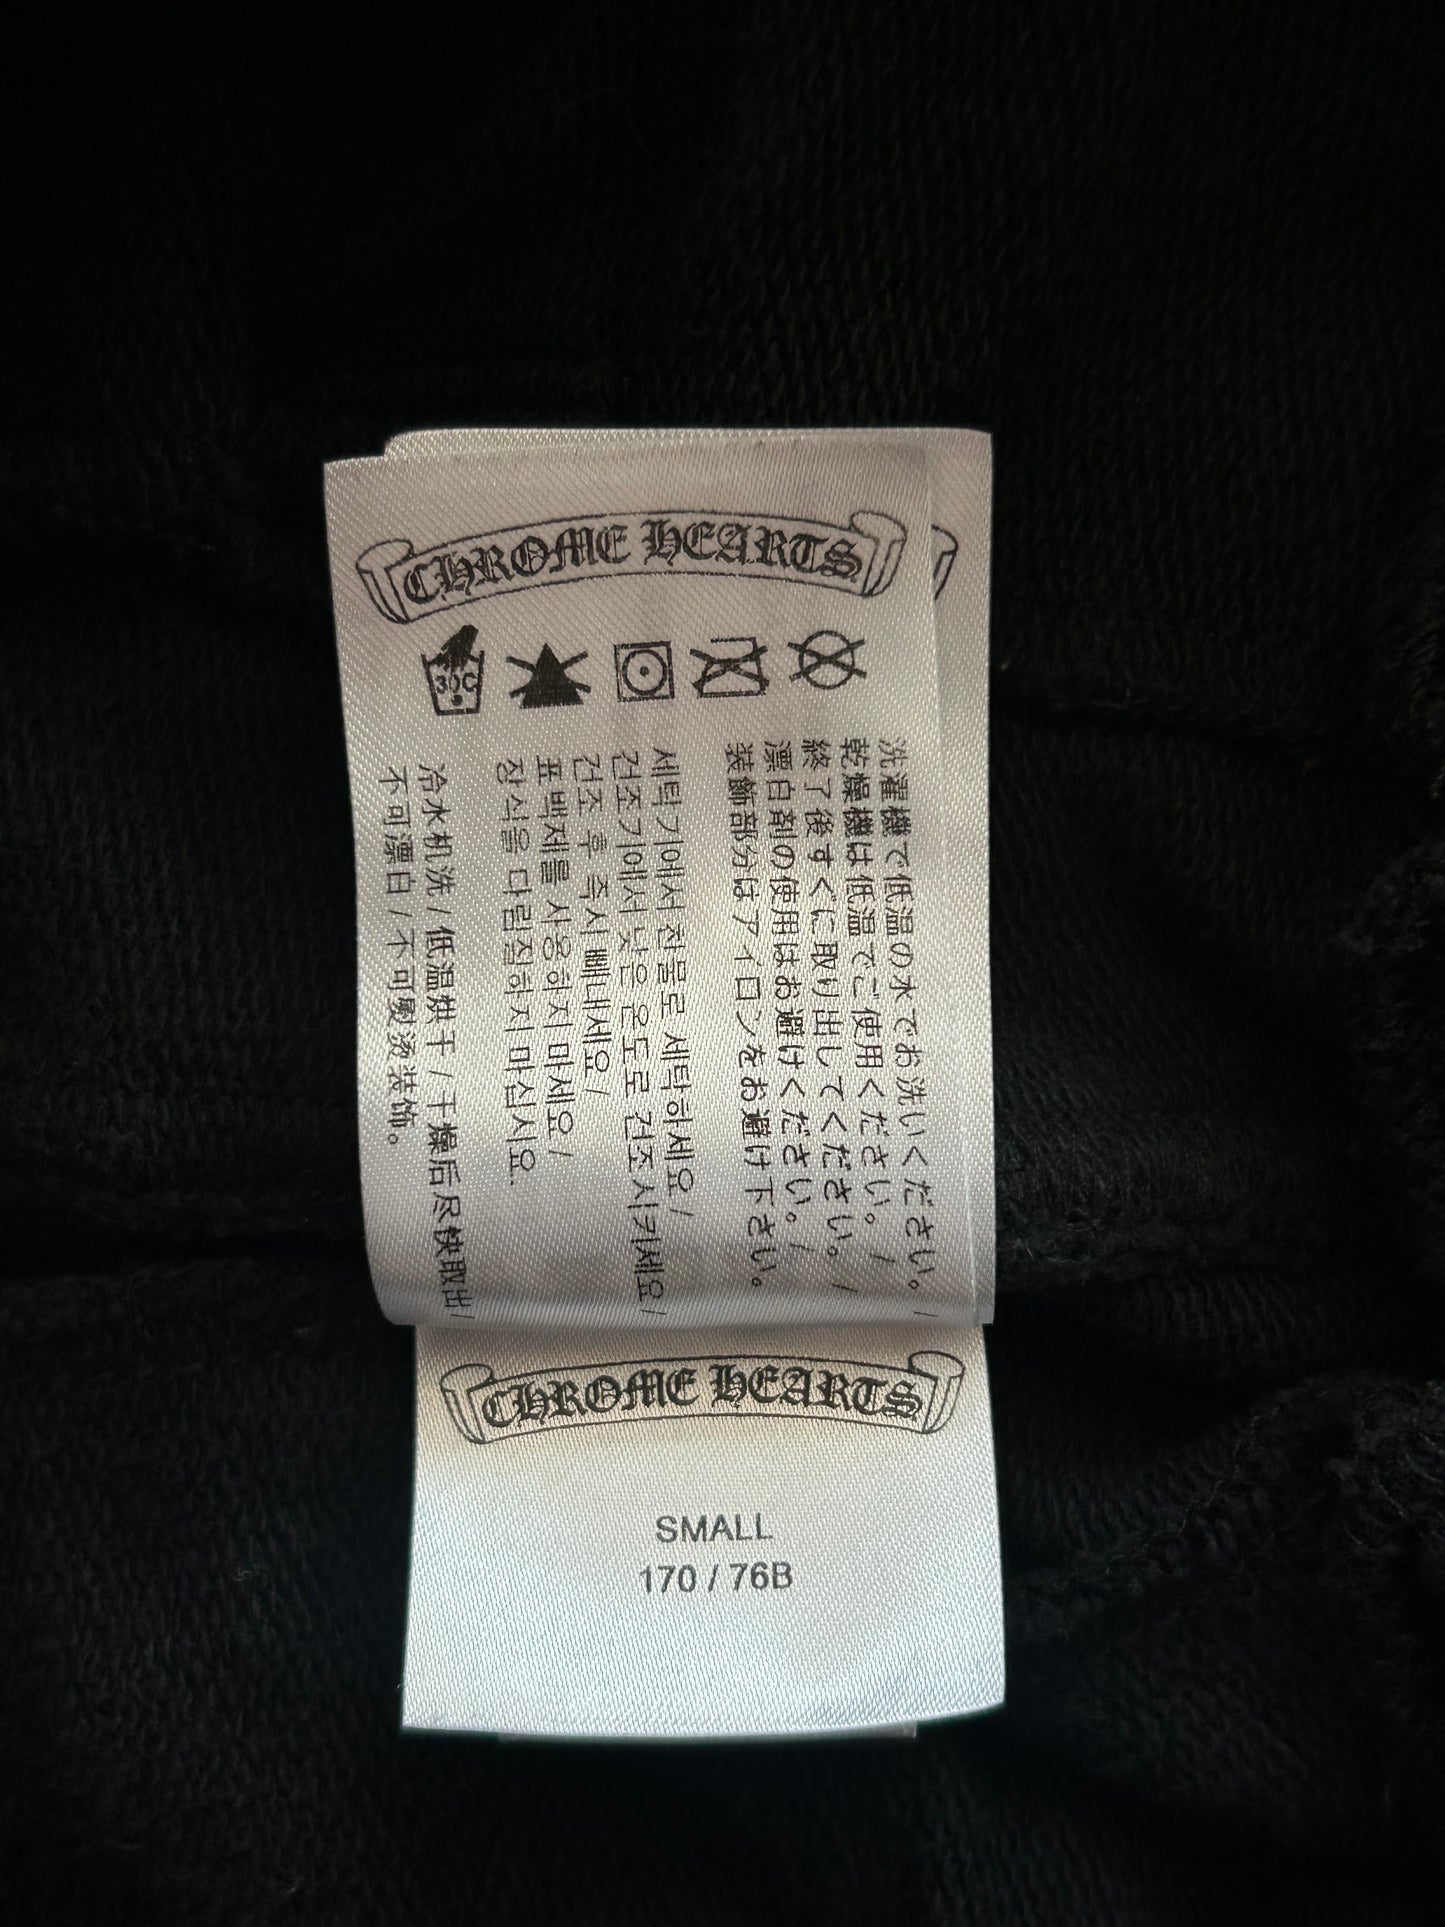 CHROME HEARTS
30C
洗濯機で低温の水でお洗いください。/
乾燥機は低温でご使用ください。/
終了後すぐに取り出してください。/
漂白剤の使用はお避けください。/
装飾部分はアイロンをお避け下さい。
세탁기에서 찬물로 세탁하세요 /
건조기에서 낮은 온도로 건조시키세요 /
건조 후 즉시 빼내세요 /
표백제를 사용하지 마세요 /
장식을 다림질하지 마십시오.
冷水机洗 / 低温烘干 / 干燥后尽快取出 /
不可漂白 / 不可熨烫装饰。
CHROME HEARTS
SMALL
170 / 76B